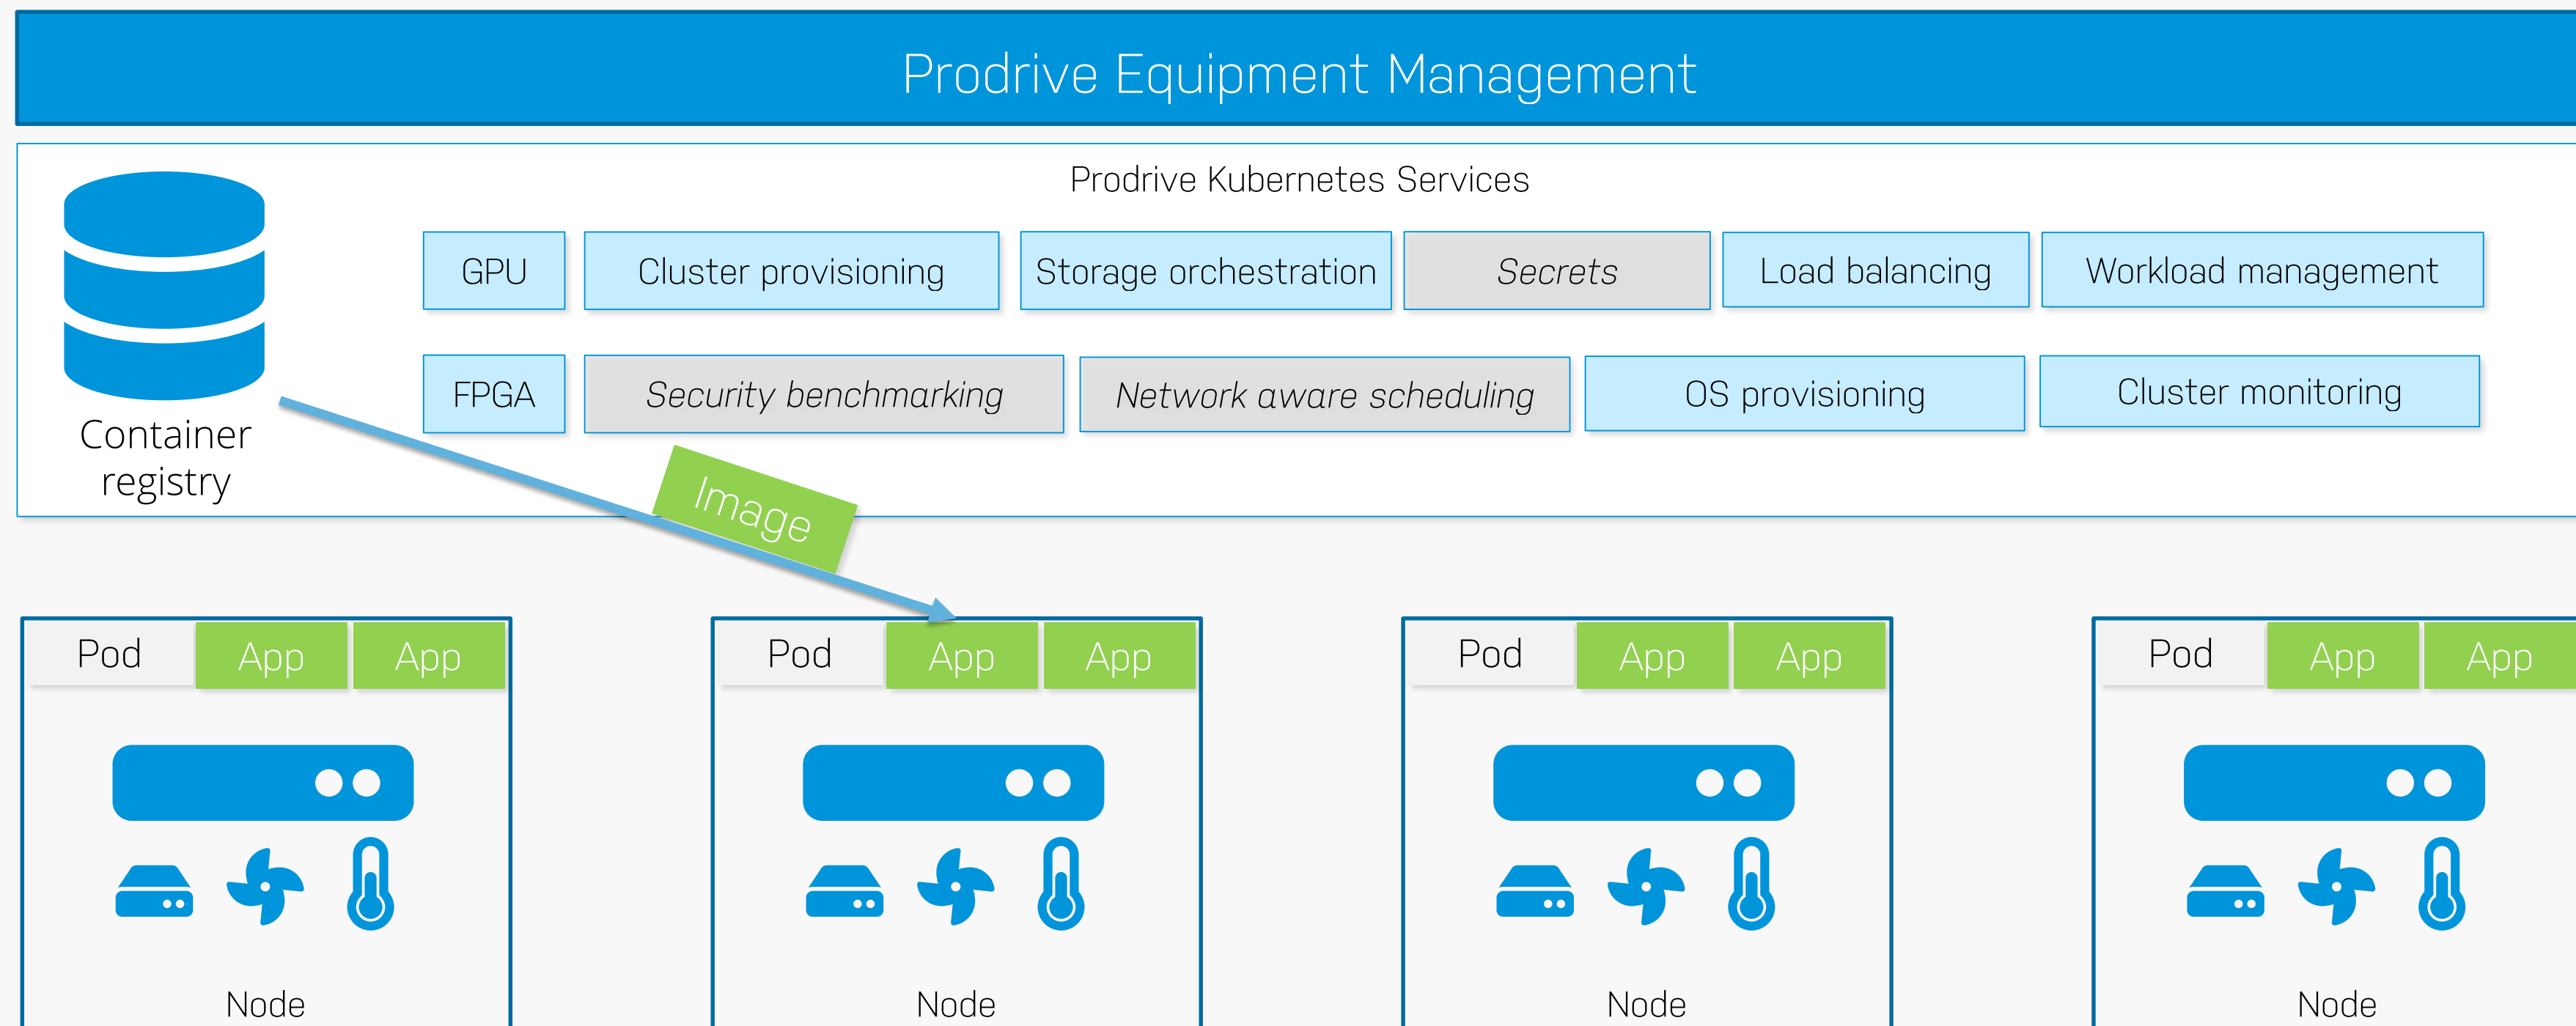 Prodrive Equipment Management
Prodrive Kubernetes Services
GPU
Cluster provisioning
Storage orchestration
Secrets
Load balancing
Workload management
FPGA
Security benchmarking
Network aware scheduling
OS provisioning
Cluster monitoring
Container
registry
Image
Pod
App
App
Pod
App
App
Pod
App
App
Pod
App
App
Node
Node
Node
Node